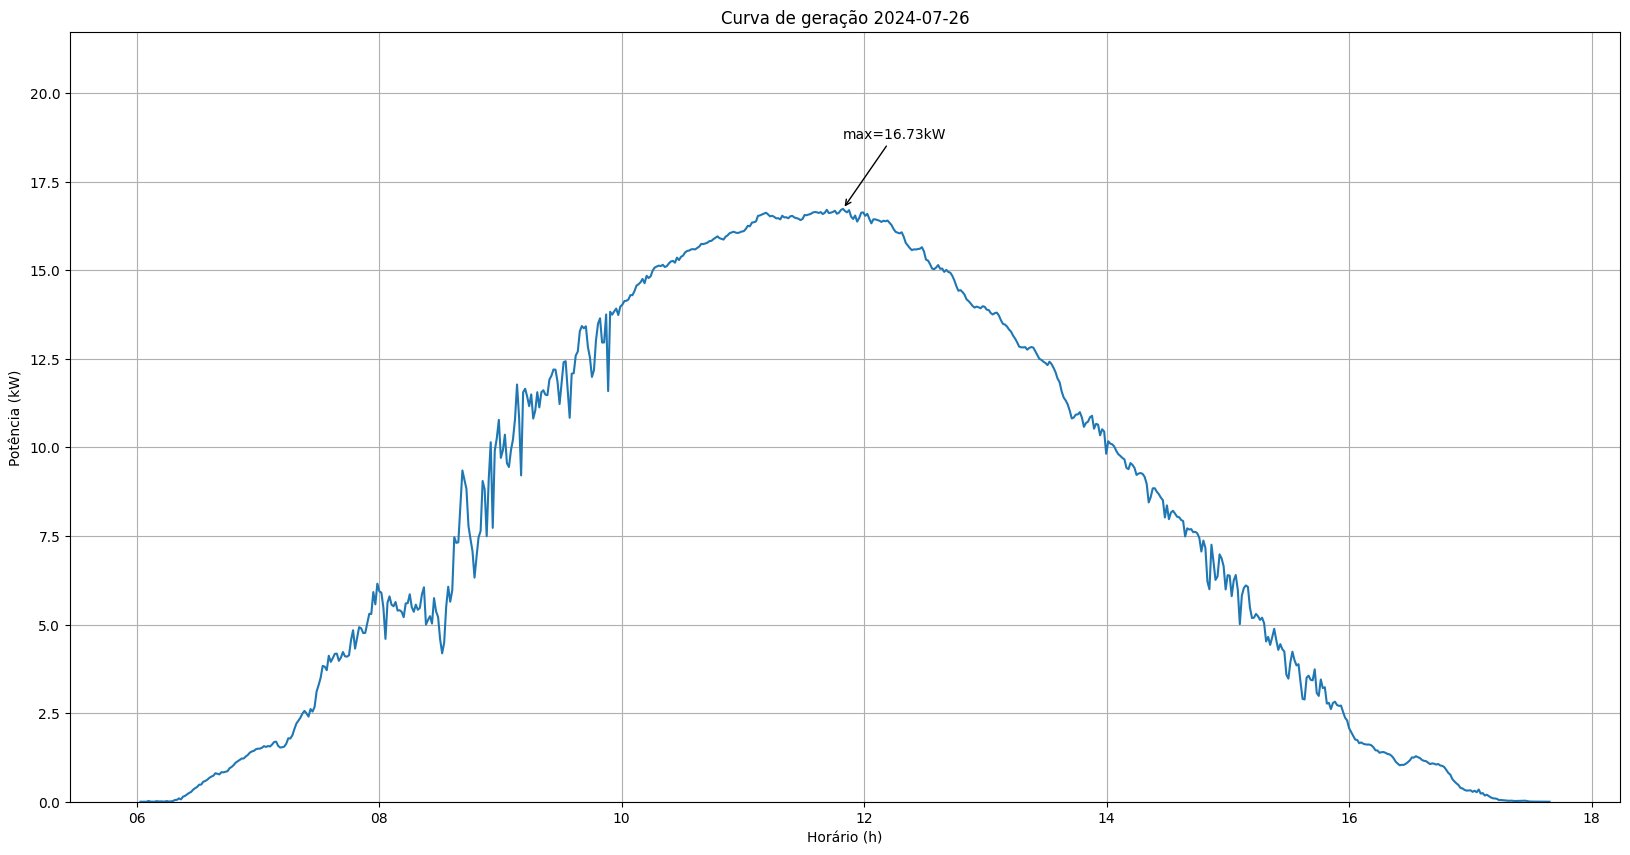 Curva de geração 2024-07-26
20.0
max=16.73kW
17.5
15.0
12.5
10.0
7.5
5.0
2.5
0.0
Potência (kW)
06 08 10 12 14 16 18
Horário (h)